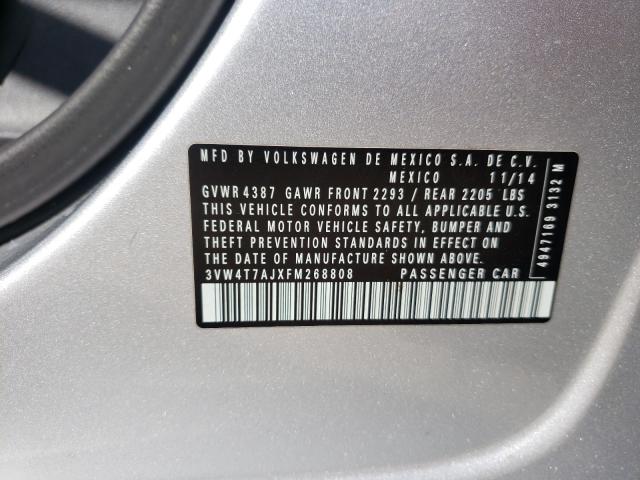 MFD BY VOLKSWAGEN DE MEXICO S.A. DE C.V.
MEXICO 11/14
GVWR 4387 GAWR FRONT 2293 / REAR 2205 LBS
THIS VEHICLE CONFORMS TO ALL APPLICABLE U.S.
FEDERAL MOTOR VEHICLE SAFETY, BUMPER AND
THEFT PREVENTION STANDARDS IN EFFECT ON
THE DATE OF MANUFACTURE SHOWN ABOVE.
3VW4T7AJXFM268808 PASSENGER CAR
4947169 3132 M